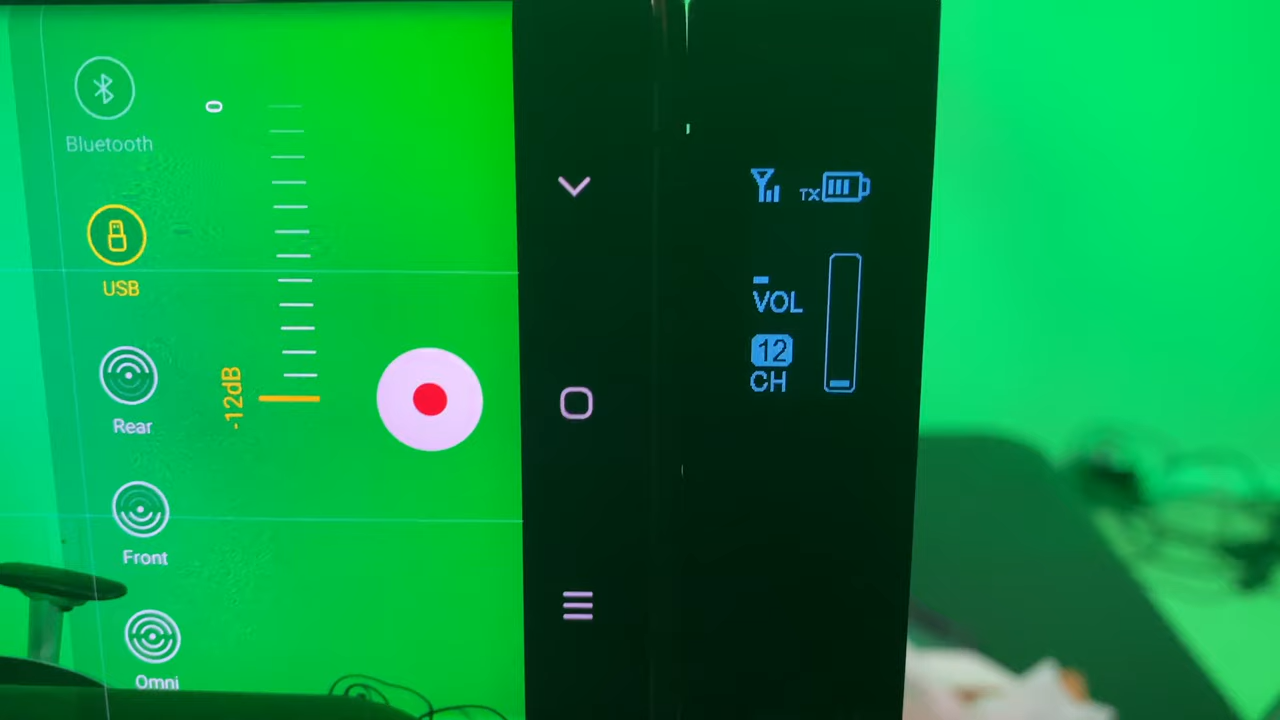 Bluetooth
0
USB
-12dB
Rear
Front
Omni
TX
VOL
12
CH